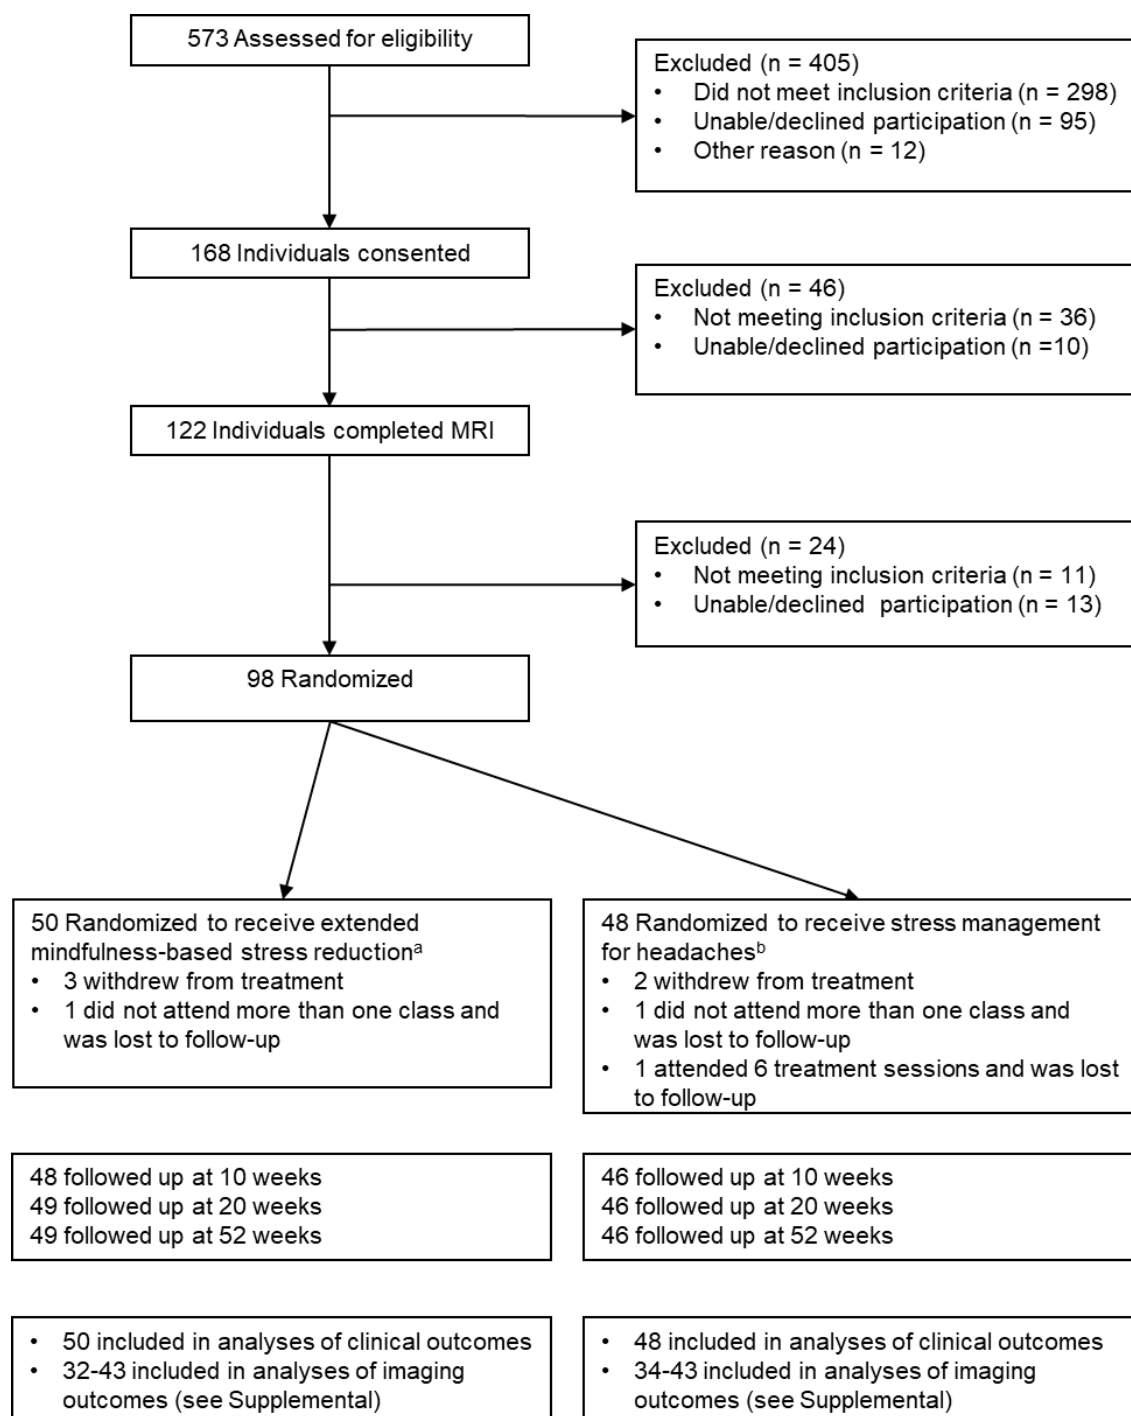 573 Assessed for eligibility
Excluded (n = 405)
• Did not meet inclusion criteria (n = 298)
• Unable/declined participation (n = 95)
• Other reason (n = 12)
168 Individuals consented
Excluded (n = 46)
• Not meeting inclusion criteria (n = 36)
• Unable/declined participation (n =10)
122 Individuals completed MRI
Excluded (n = 24)
• Not meeting inclusion criteria (n = 11)
• Unable/declined participation (n = 13)
98 Randomized
50 Randomized to receive extended
mindfulness-based stress reductionᵃ
• 3 withdrew from treatment
• 1 did not attend more than one class and
was lost to follow-up
48 Randomized to receive stress management
for headachesᵇ
• 2 withdrew from treatment
• 1 did not attend more than one class and
was lost to follow-up
• 1 attended 6 treatment sessions and was lost
to follow-up
48 followed up at 10 weeks
49 followed up at 20 weeks
49 followed up at 52 weeks
46 followed up at 10 weeks
46 followed up at 20 weeks
46 followed up at 52 weeks
• 50 included in analyses of clinical outcomes
• 32-43 included in analyses of imaging
outcomes (see Supplemental)
• 48 included in analyses of clinical outcomes
• 34-43 included in analyses of imaging
outcomes (see Supplemental)